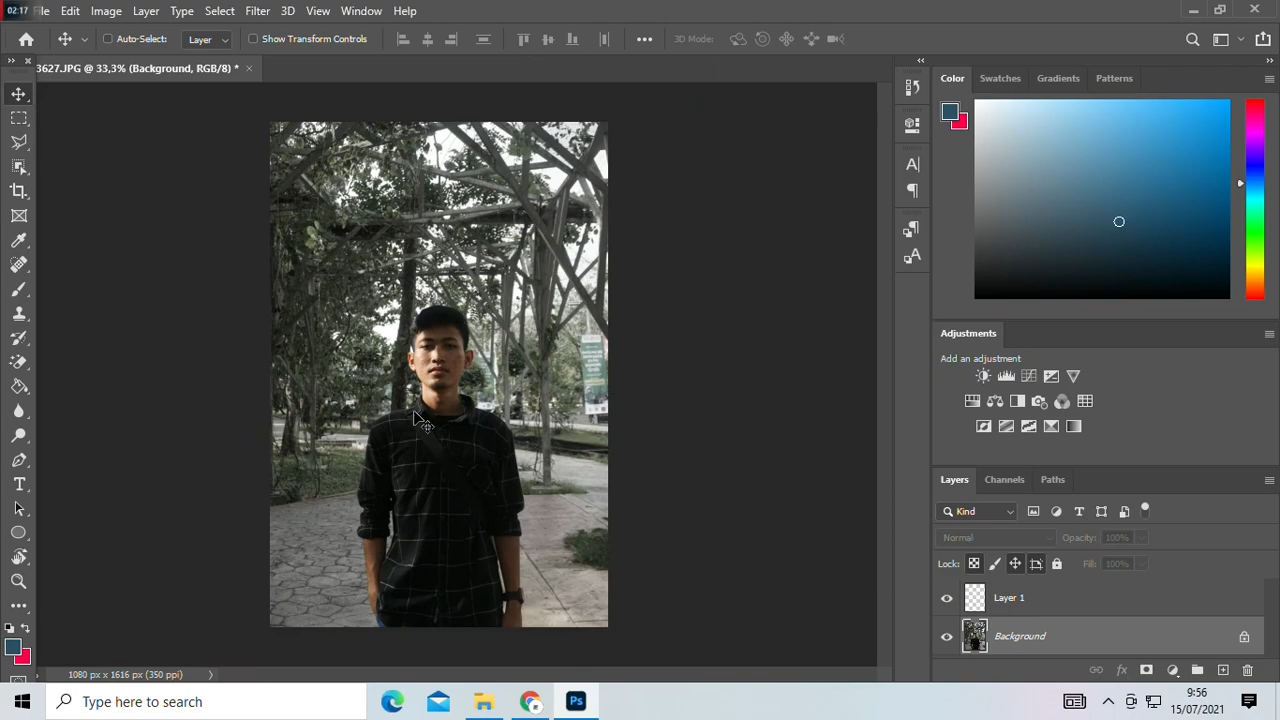 02:17 File Edit Image Layer Type Select Filter 3D View Window Help
Auto-Select: Layer Show Transform Controls 3D Mode:
3627.JPG @ 33,3% (Background, RGB/8) *
Color Swatches Gradients Patterns
Adjustments
Add an adjustment
Layers Channels Paths
Kind
Normal Opacity: 100%
Lock: Fill: 100%
Layer 1
Background
1080 px x 1616 px (350 ppi)
Type here to search
Ps
9:56
15/07/2021